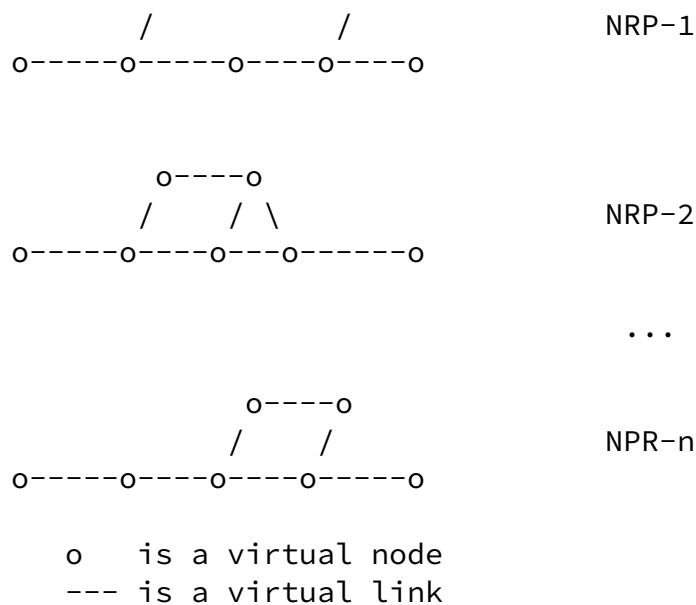 /          /              NRP-1
o-----o-----o----o----o

        o----o
       /    / \                 NRP-2
o-----o----o---o------o

                                 ...

             o----o
            /    /              NPR-n
o-----o----o----o-----o

   o   is a virtual node
   --- is a virtual link